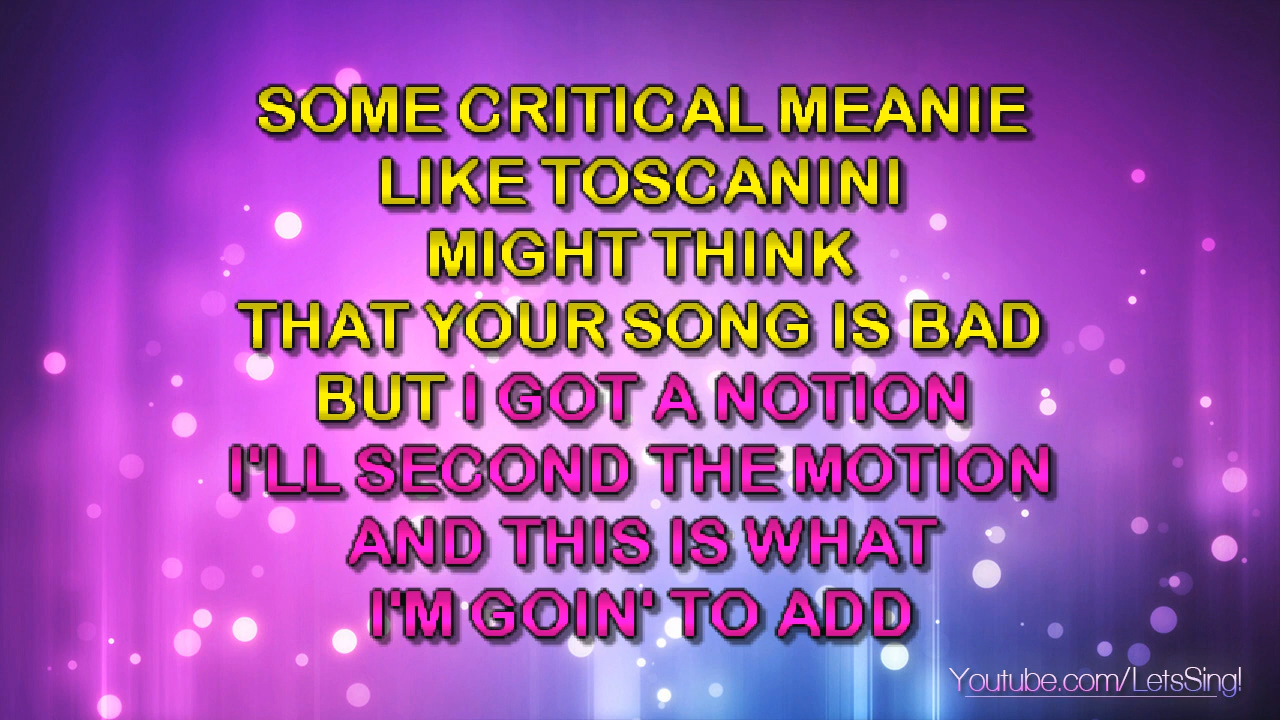 SOME CRITICAL MEANIE
LIKE TOSCANINI
MIGHT THINK
THAT YOUR SONG IS BAD
BUT I GOT A NOTION
I'LL SECOND THE MOTION
AND THIS IS WHAT
I'M GOIN' TO ADD
Youtube.com/LetsSing!